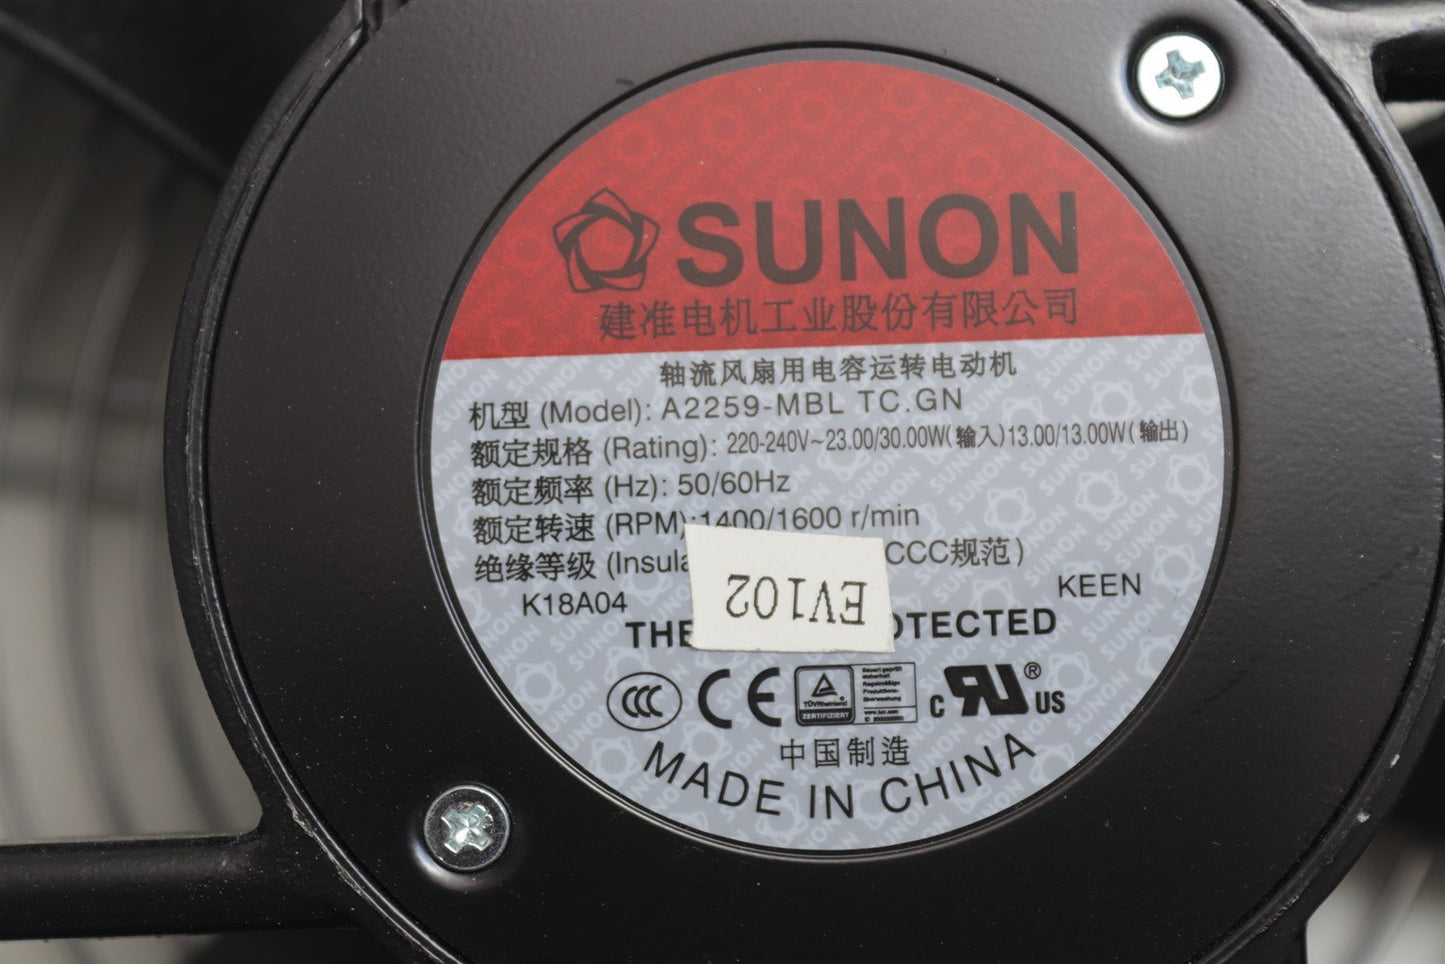 SUNON
建准电机工业股份有限公司
轴流风扇用电容运转电动机
机型 (Model): A2259-MBL TC.GN
额定规格 (Rating): 220-240V~23.00/30.00W(输入)13.00/13.00W(输出)
额定频率 (Hz): 50/60Hz
额定转速 (RPM):1400/1600 r/min
绝缘等级 (Insula CCC规范)
EV102
K18A04 KEEN
THE OTECTED
CCC CE TÜVRheinland ZERTIFIZIERT c RU ® US
中国制造
MADE IN CHINA